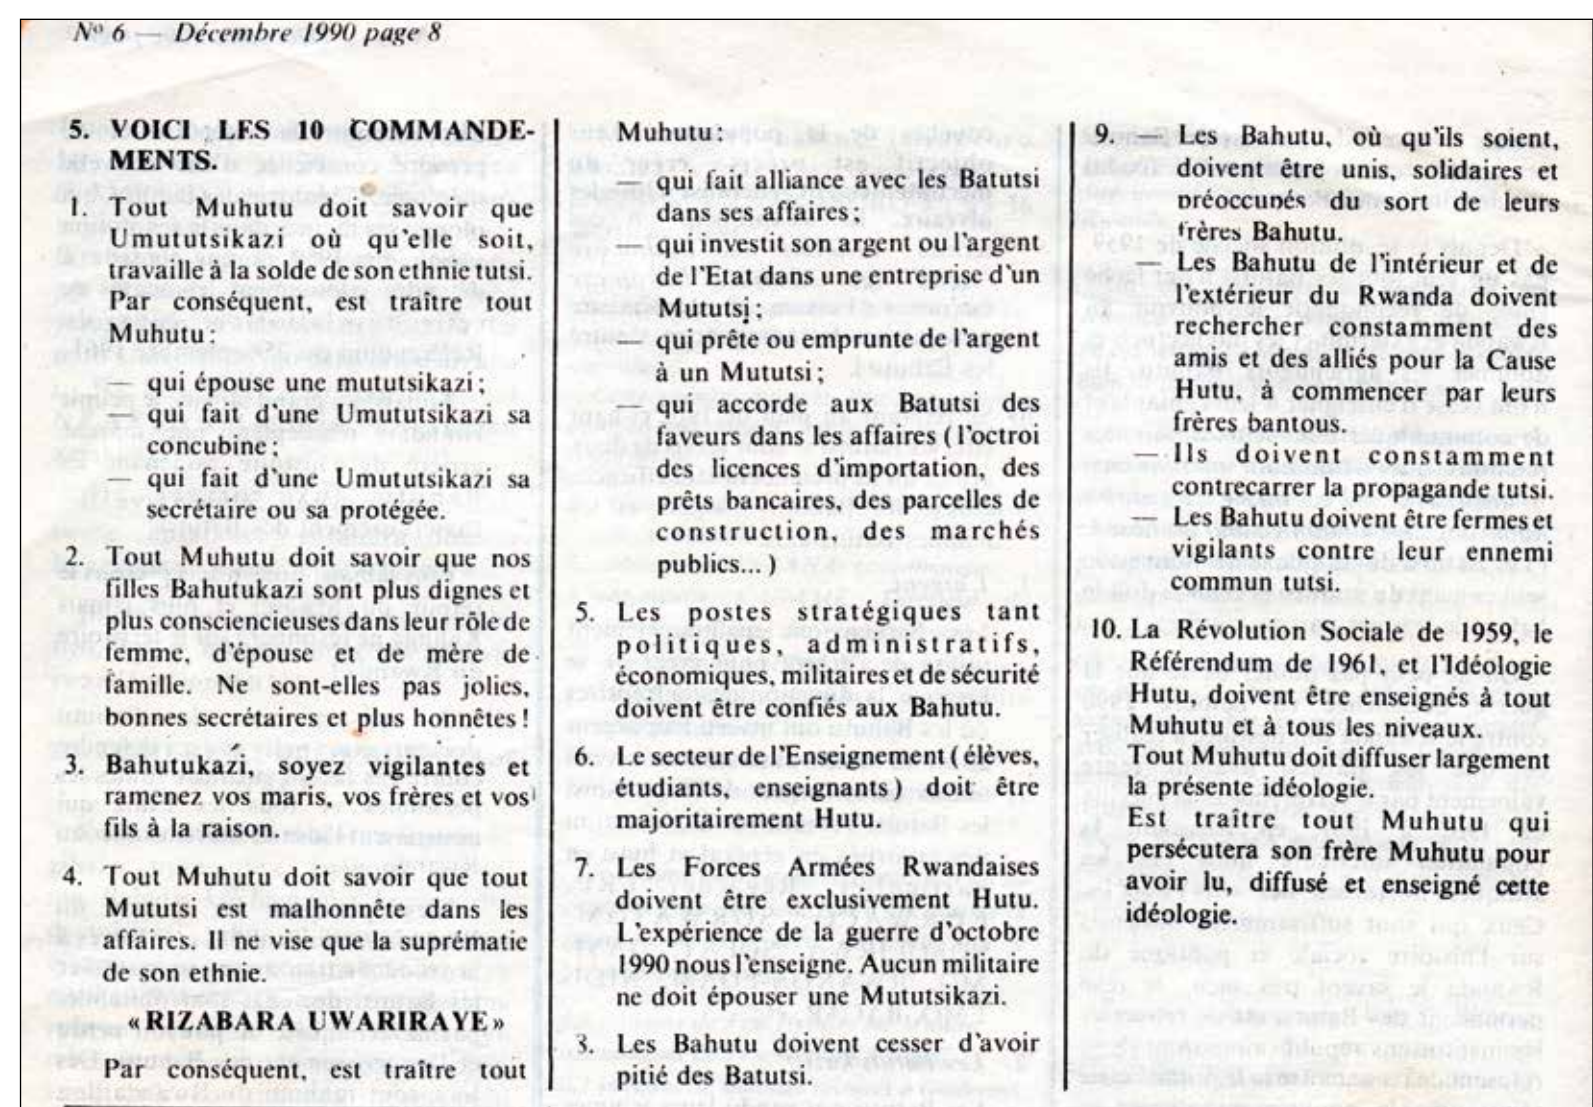 Nº 6 — Décembre 1990 page 8
5. VOICI LES 10 COMMANDE-
MENTS.
1. Tout Muhutu doit savoir que
Umututsikazi où qu'elle soit,
travaille à la solde de son ethnie tutsi.
Par conséquent, est traître tout
Muhutu :
— qui épouse une mututsikazi ;
— qui fait d'une Umututsikazi sa
concubine ;
— qui fait d'une Umututsikazi sa
secrétaire ou sa protégée.
2. Tout Muhutu doit savoir que nos
filles Bahutukazi sont plus dignes et
plus consciencieuses dans leur rôle de
femme, d'épouse et de mère de
famille. Ne sont-elles pas jolies,
bonnes secrétaires et plus honnêtes !
3. Bahutukazi, soyez vigilantes et
ramenez vos maris, vos frères et vos
fils à la raison.
4. Tout Muhutu doit savoir que tout
Mututsi est malhonnête dans les
affaires. Il ne vise que la suprématie
de son ethnie.
« RIZABARA UWARIRAYE »
Par conséquent, est traître tout
Muhutu :
— qui fait alliance avec les Batutsi
dans ses affaires ;
— qui investit son argent ou l'argent
de l'Etat dans une entreprise d'un
Mututsi ;
— qui prête ou emprunte de l'argent
à un Mututsi ;
— qui accorde aux Batutsi des
faveurs dans les affaires ( l'octroi
des licences d'importation, des
prêts bancaires, des parcelles de
construction, des marchés
publics... )
5. Les postes stratégiques tant
politiques, administratifs,
économiques, militaires et de sécurité
doivent être confiés aux Bahutu.
6. Le secteur de l'Enseignement ( élèves,
étudiants, enseignants ) doit être
majoritairement Hutu.
7. Les Forces Armées Rwandaises
doivent être exclusivement Hutu.
L'expérience de la guerre d'octobre
1990 nous l'enseigne. Aucun militaire
ne doit épouser une Mututsikazi.
3. Les Bahutu doivent cesser d'avoir
pitié des Batutsi.
9. — Les Bahutu, où qu'ils soient,
doivent être unis, solidaires et
préoccupés du sort de leurs
frères Bahutu.
— Les Bahutu de l'intérieur et de
l'extérieur du Rwanda doivent
rechercher constamment des
amis et des alliés pour la Cause
Hutu, à commencer par leurs
frères bantous.
— Ils doivent constamment
contrecarrer la propagande tutsi.
— Les Bahutu doivent être fermes et
vigilants contre leur ennemi
commun tutsi.
10. La Révolution Sociale de 1959, le
Référendum de 1961, et l'Idéologie
Hutu, doivent être enseignés à tout
Muhutu et à tous les niveaux.
Tout Muhutu doit diffuser largement
la présente idéologie.
Est traître tout Muhutu qui
persécutera son frère Muhutu pour
avoir lu, diffusé et enseigné cette
idéologie.